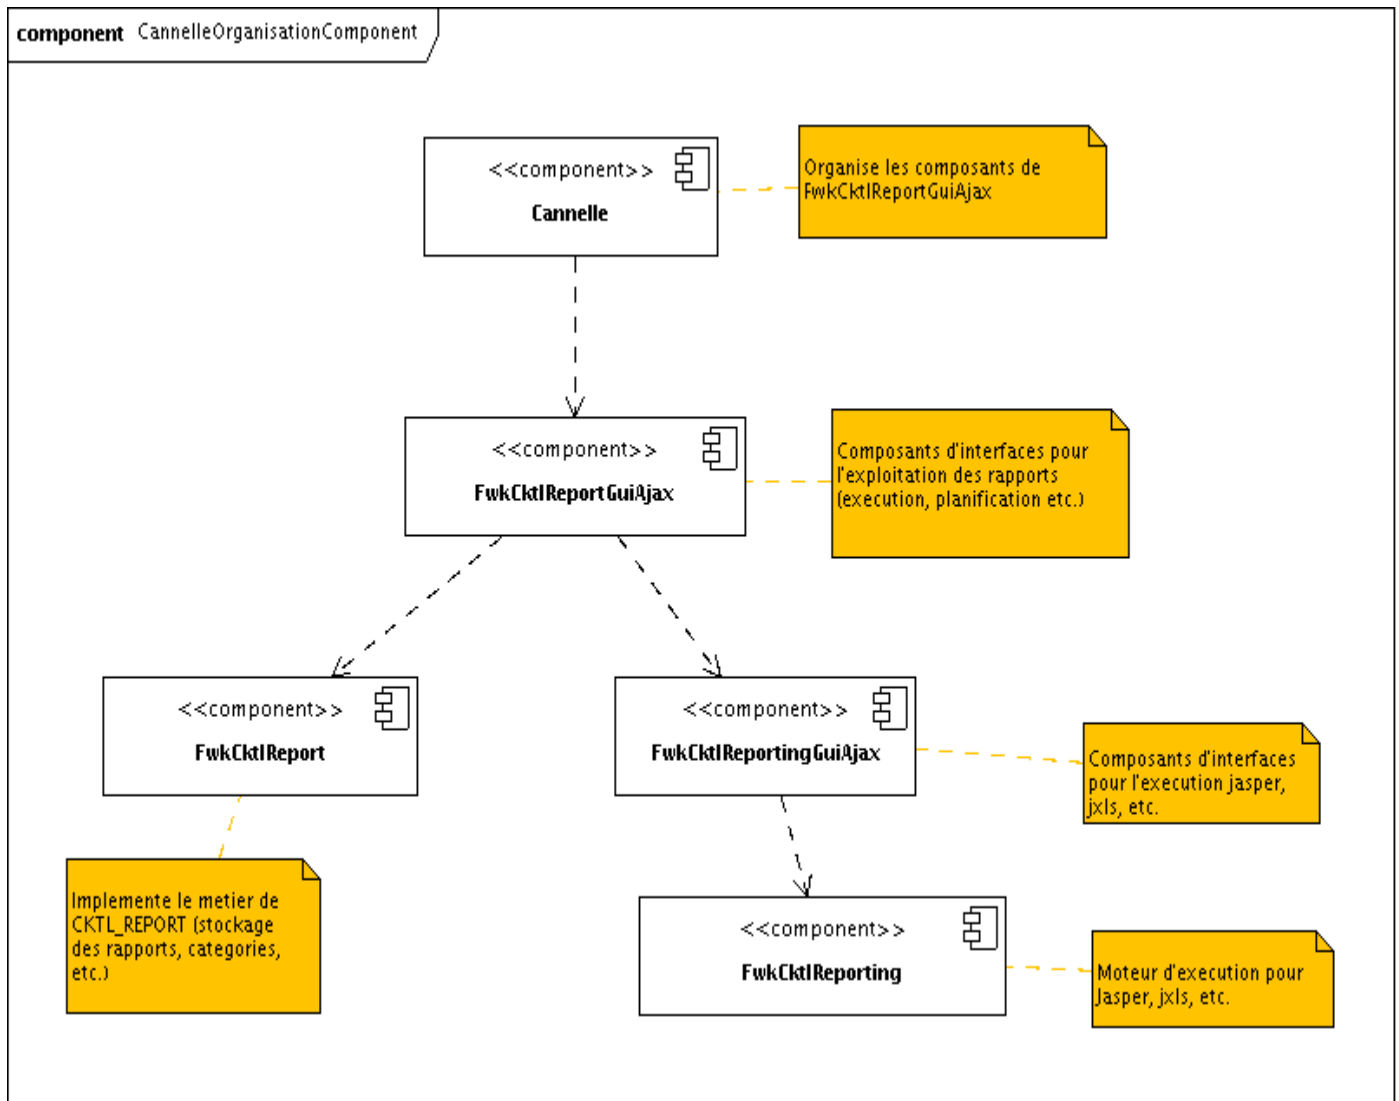 component CannelleOrganisationComponent
<<component>>
Cannelle
Organise les composants de
FwkCktlReportGuiAjax
<<component>>
FwkCktlReportGuiAjax
Composants d'interfaces pour
l'exploitation des rapports
(execution, planification etc.)
<<component>>
FwkCktlReport
<<component>>
FwkCktlReportingGuiAjax
Composants d'interfaces
pour l'execution jasper,
jxls, etc.
Implemente le metier de
CKTL_REPORT (stockage
des rapports, categories,
etc.)
<<component>>
FwkCktlReporting
Moteur d'execution pour
Jasper, jxls, etc.